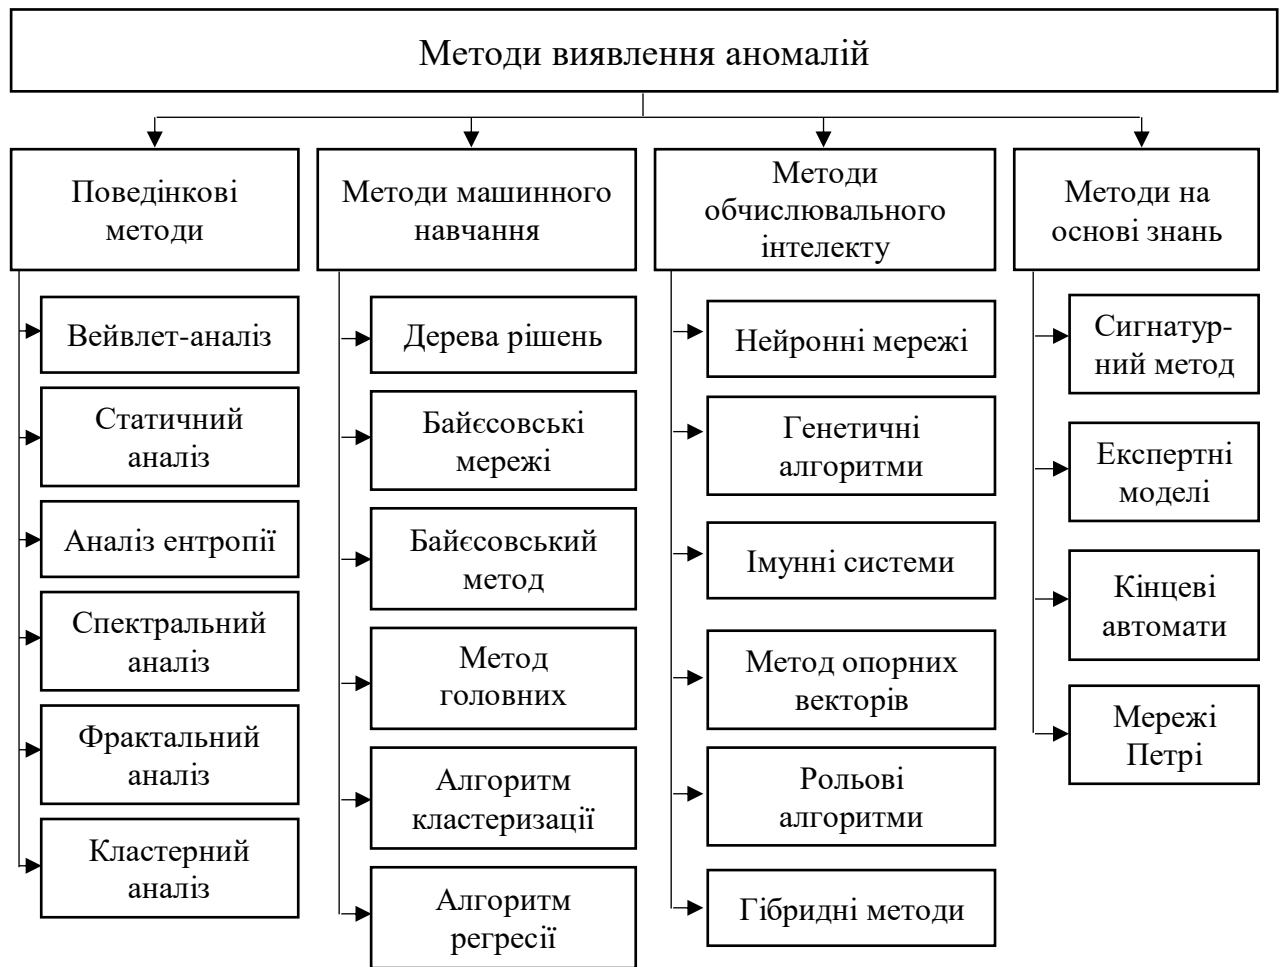 Методи виявлення аномалій
Поведінкові
методи
Вейвлет-аналіз
Статичний
аналіз
Аналіз ентропії
Спектральний
аналіз
Фрактальний
аналіз
Кластерний
аналіз
Методи машинного
навчання
Дерева рішень
Байєсовські
мережі
Байєсовський
метод
Метод
головних
Алгоритм
кластеризації
Алгоритм
регресії
Методи
обчислювального
інтелекту
Нейронні мережі
Генетичні
алгоритми
Імунні системи
Метод опорних
векторів
Рольові
алгоритми
Гібридні методи
Методи на
основі знань
Сигнатур-
ний метод
Експертні
моделі
Кінцеві
автомати
Мережі
Петрі